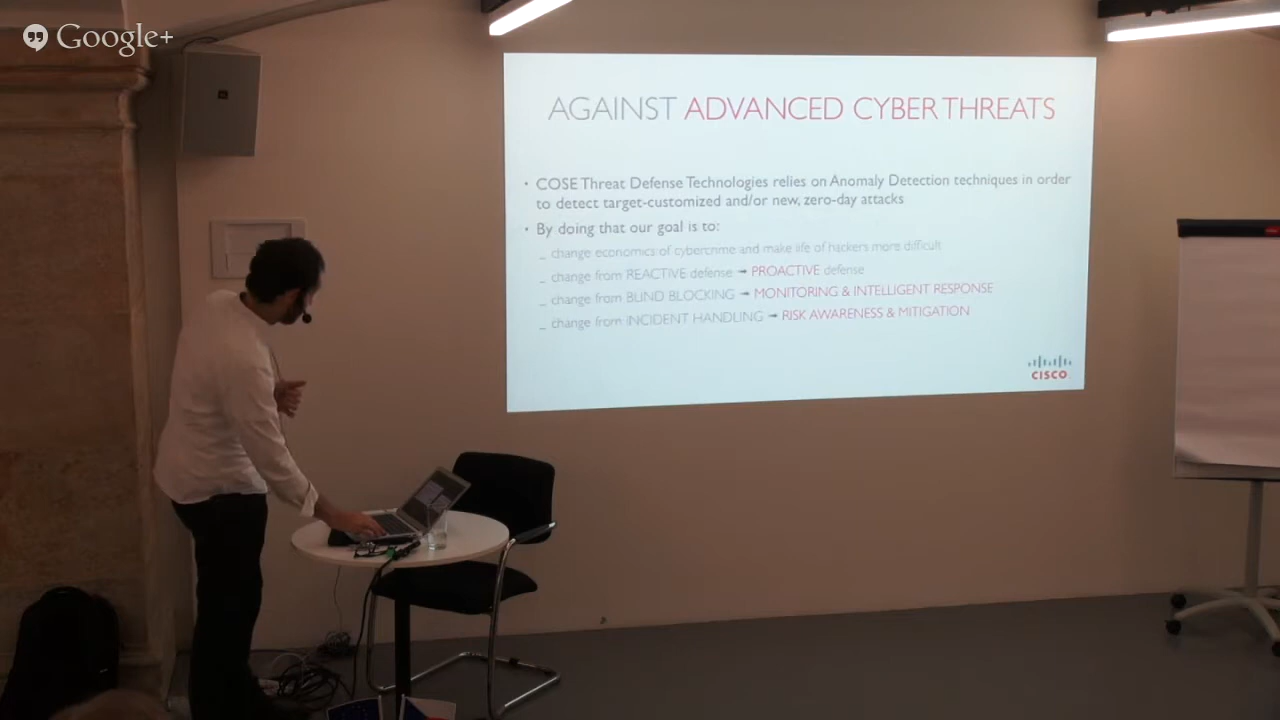 Google+
AGAINST ADVANCED CYBER THREATS
• COSE Threat Defense Technologies relies on Anomaly Detection techniques in order
to detect target-customized and/or new, zero-day attacks
• By doing that our goal is to:
_ change economics of cybercrime and make life of hackers more difficult
_ change from REACTIVE defense → PROACTIVE defense
_ change from BLIND BLOCKING → MONITORING & INTELLIGENT RESPONSE
_ change from INCIDENT HANDLING → RISK AWARENESS & MITIGATION
CISCO